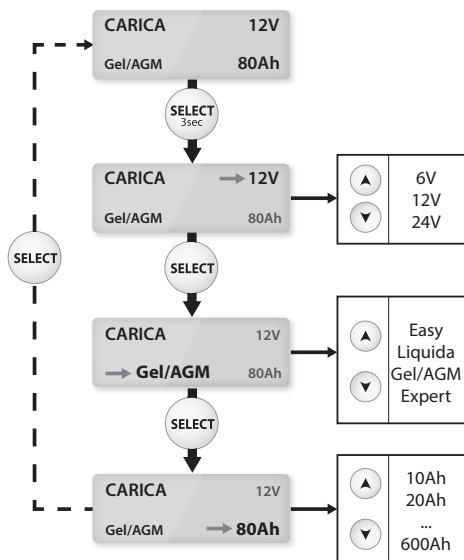 CARICA 12V
Gel/AGM 80Ah
SELECT
3sec
CARICA 12V
Gel/AGM 80Ah
6V
12V
24V
SELECT
SELECT
CARICA 12V
Gel/AGM 80Ah
Easy
Liquida
Gel/AGM
Expert
SELECT
CARICA 12V
Gel/AGM 80Ah
10Ah
20Ah
...
600Ah